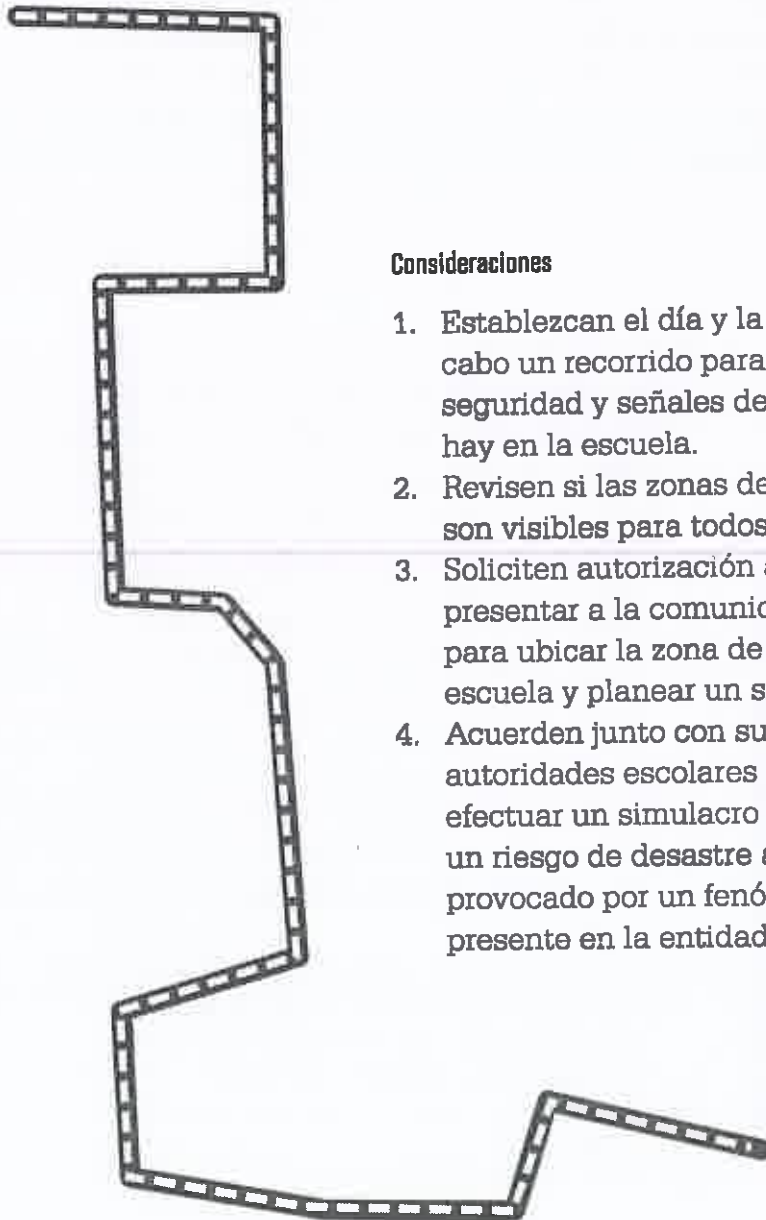 Consideraciones
1. Establezcan el día y la
cabo un recorrido para
seguridad y señales de
hay en la escuela.
2. Revisen si las zonas de
son visibles para todos
3. Soliciten autorización a
presentar a la comunic
para ubicar la zona de
escuela y planear un s
4. Acuerden junto con su
autoridades escolares
efectuar un simulacro
un riesgo de desastre a
provocado por un fenó
presente en la entidad